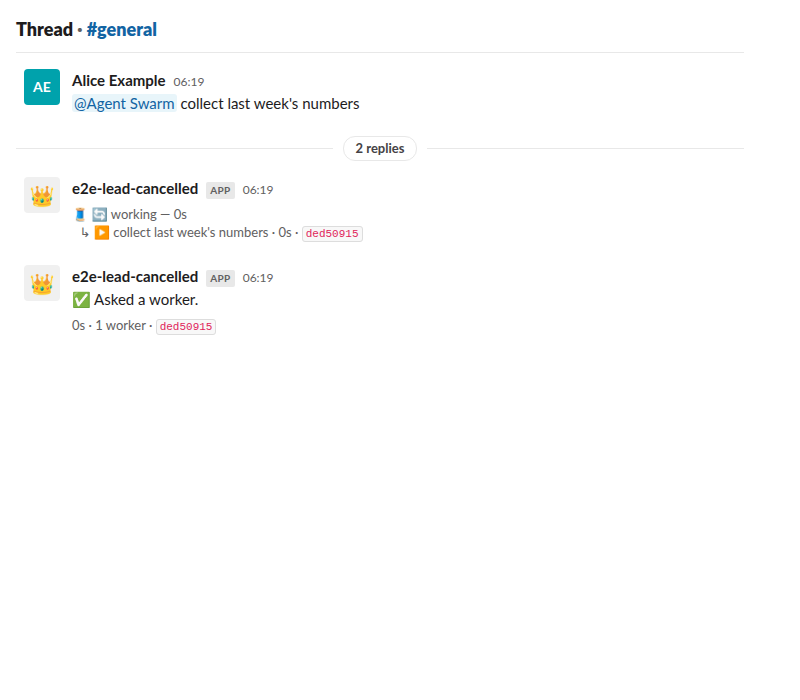 Thread • #general
AE
Alice Example 06:19
@Agent Swarm collect last week's numbers
2 replies
e2e-lead-cancelled APP 06:19
🧵 🔄 working — 0s
↳ ▶️ collect last week's numbers · 0s · ded50915
e2e-lead-cancelled APP 06:19
✅ Asked a worker.
0s · 1 worker · ded50915